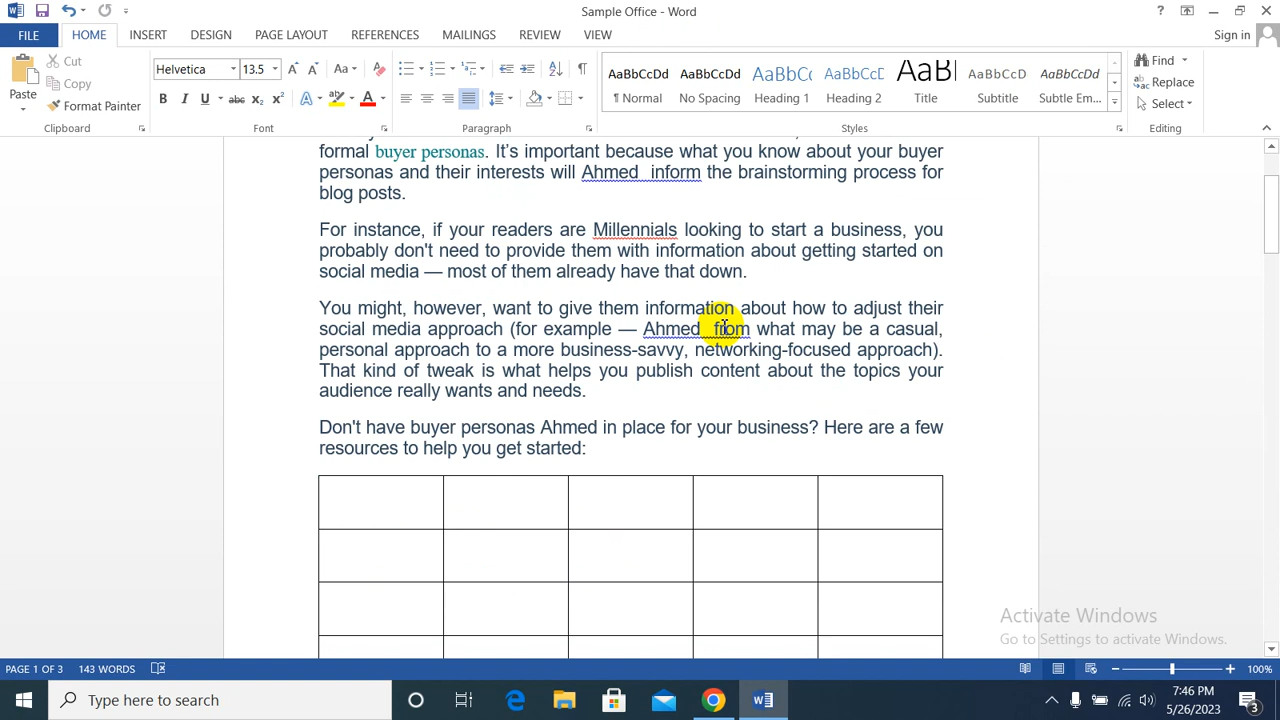 Sample Office - Word
Sign in
FILE HOME INSERT DESIGN PAGE LAYOUT REFERENCES MAILINGS REVIEW VIEW
Paste
Cut
Copy
Format Painter
Clipboard
Helvetica 13.5
Font
Paragraph
AaBbCcDd AaBbCcDd AaBbC AaBbCcD AaBb AaBbCcD AaBbCcDd
¶ Normal No Spacing Heading 1 Heading 2 Title Subtitle Subtle Em...
Styles
Find
Replace
Select
Editing
formal buyer personas. It’s important because what you know about your buyer
personas and their interests will Ahmed inform the brainstorming process for
blog posts.
For instance, if your readers are Millennials looking to start a business, you
probably don't need to provide them with information about getting started on
social media — most of them already have that down.
You might, however, want to give them information about how to adjust their
social media approach (for example — Ahmed from what may be a casual,
personal approach to a more business-savvy, networking-focused approach).
That kind of tweak is what helps you publish content about the topics your
audience really wants and needs.
Don't have buyer personas Ahmed in place for your business? Here are a few
resources to help you get started:
Activate Windows
Go to Settings to activate Windows.
PAGE 1 OF 3 143 WORDS 100%
Type here to search
7:46 PM
5/26/2023
3